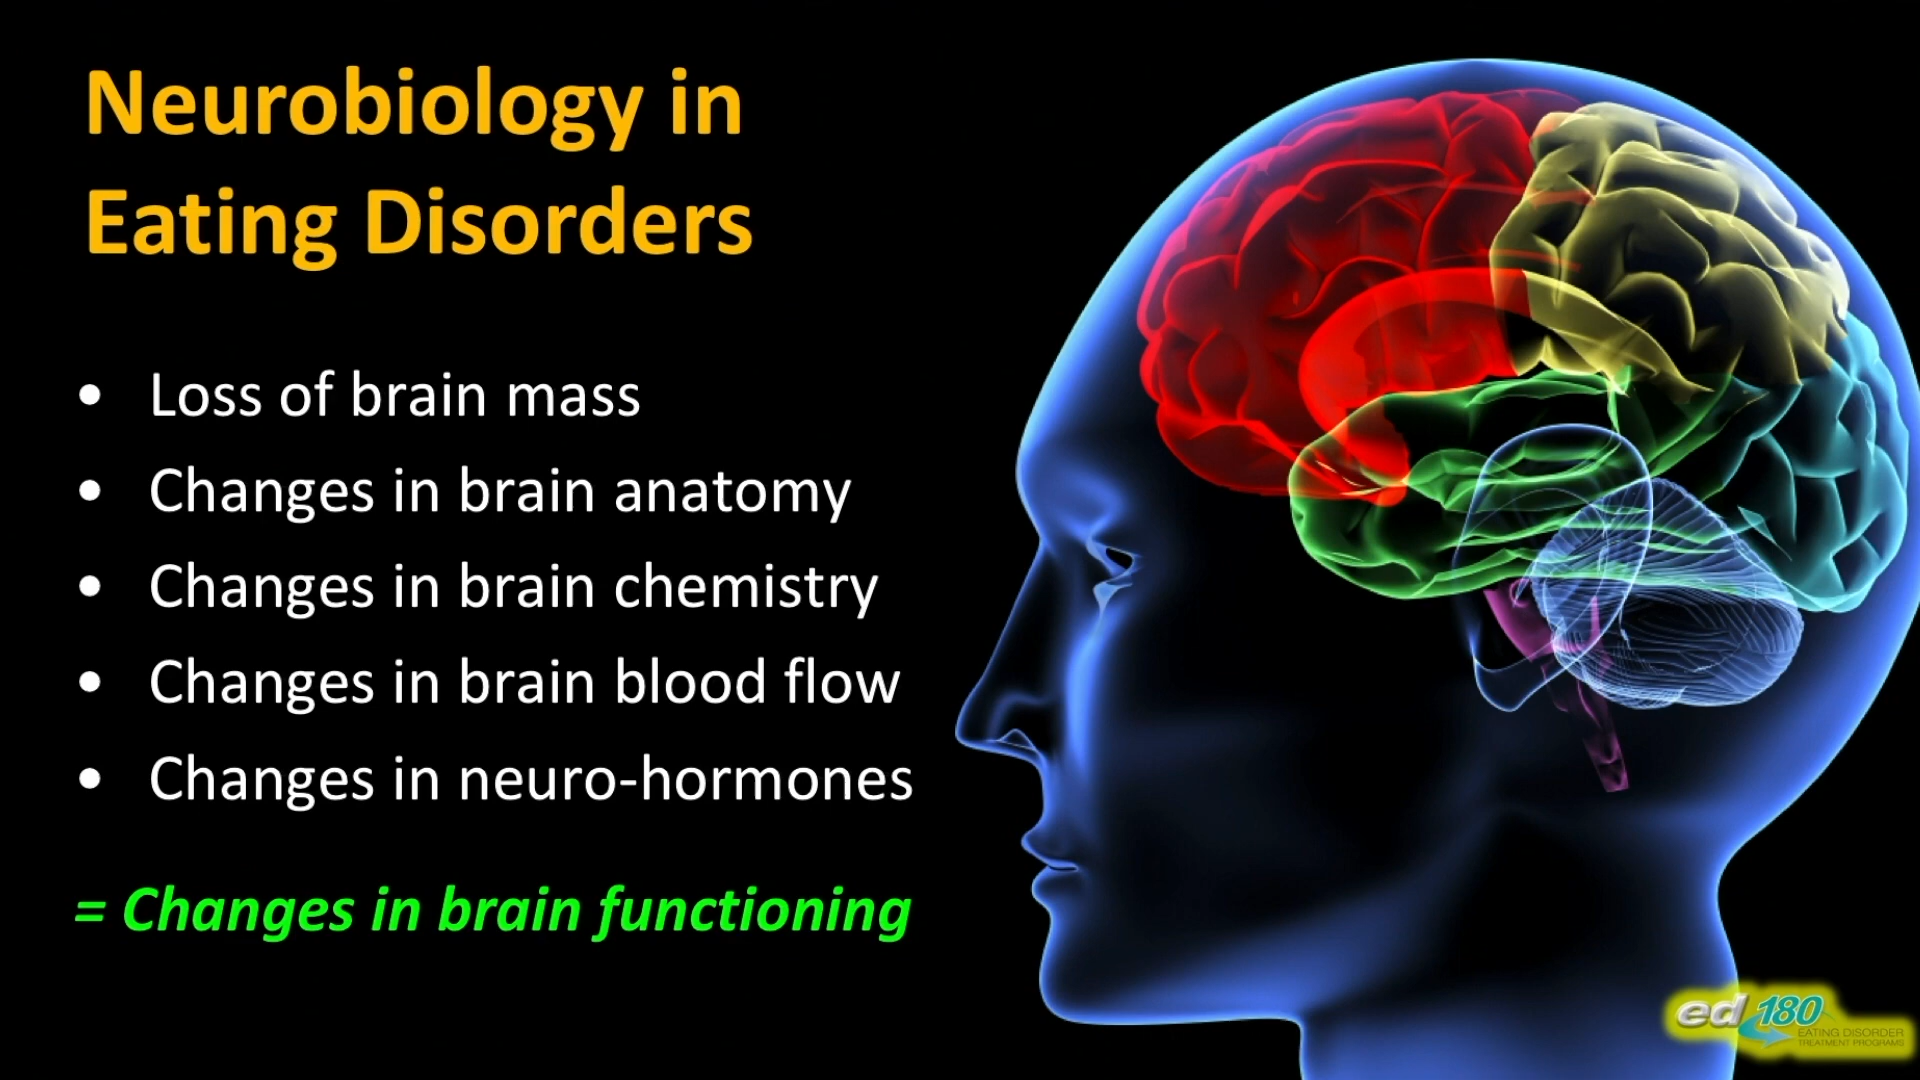 Neurobiology in
Eating Disorders
• Loss of brain mass
• Changes in brain anatomy
• Changes in brain chemistry
• Changes in brain blood flow
• Changes in neuro-hormones
= Changes in brain functioning
ed 180
EATING DISORDER
TREATMENT PROGRAMS